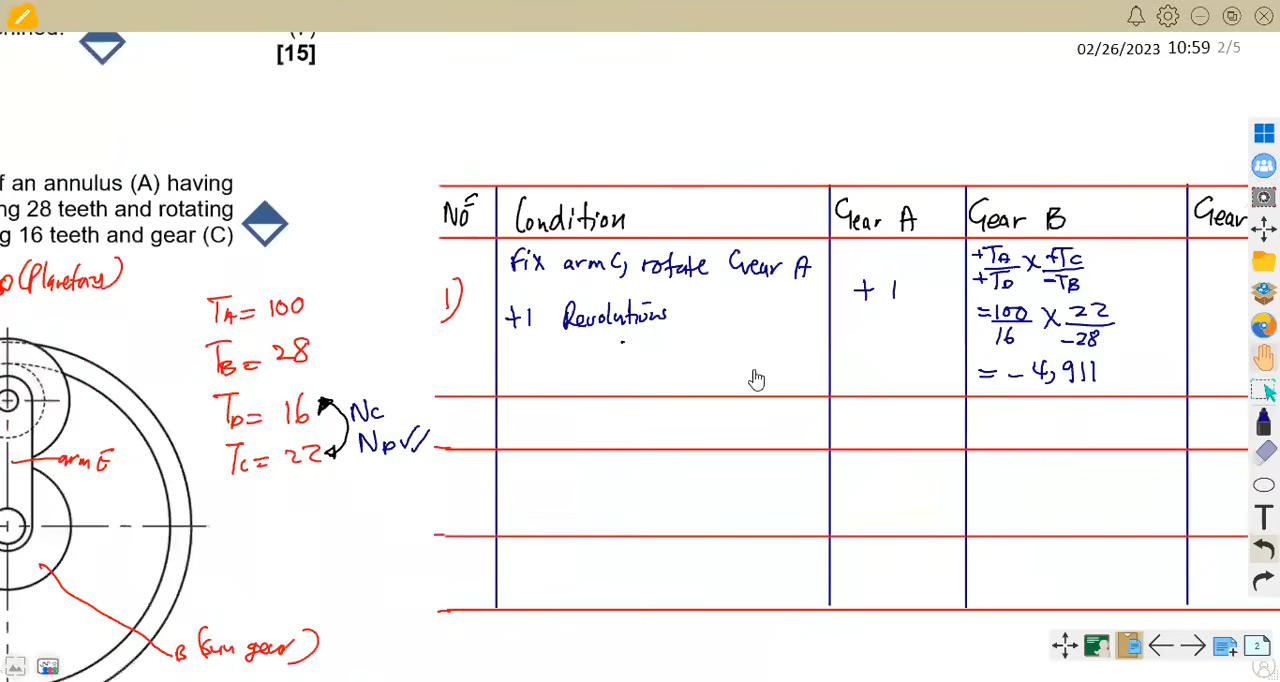 [15]
02/26/2023 10:59 2/5
f an annulus (A) having
ng 28 teeth and rotating
g 16 teeth and gear (C)
(Planetary)
TA = 100
TB = 28
TD = 16
TC = 22
Nc
ND
arm E
B (sun gear)
No Condition Gear A Gear B Gear
1) Fix arm C, rotate Gear A
+1 Revolutions
+1
+TA/+TD × +TC/-TB
= 100/16 × 22/-28
= -4,911
T
2